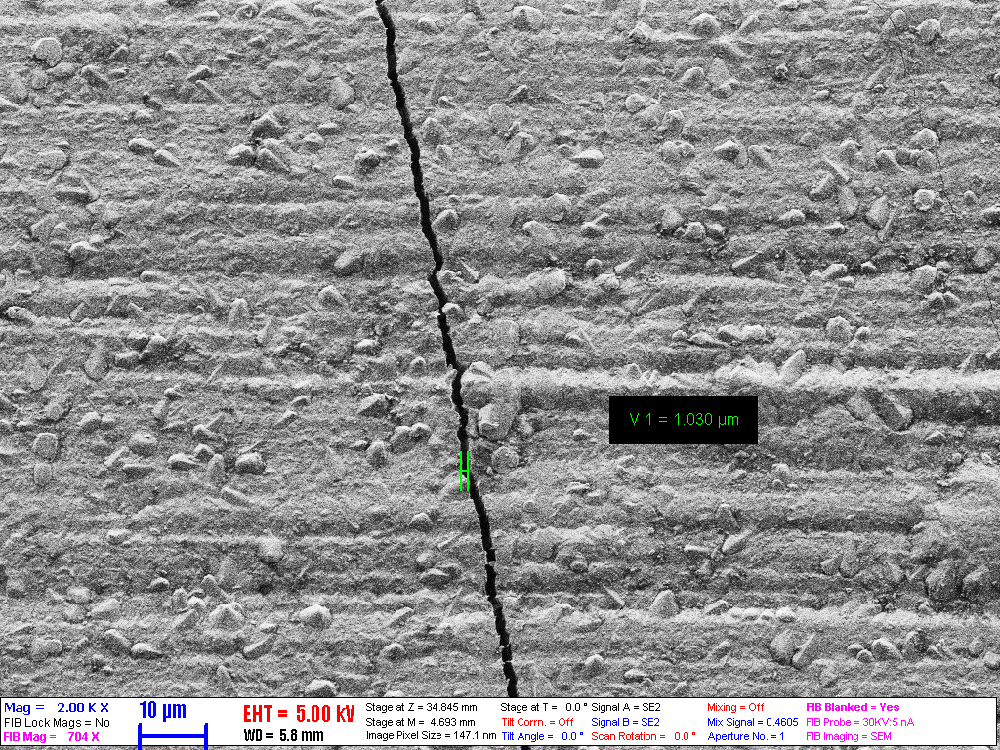 V 1 = 1.030 µm
Mag = 2.00 K X
FIB Lock Mags = No
FIB Mag = 704 X
10 µm
EHT = 5.00 kV
WD = 5.8 mm
Stage at Z = 34.845 mm
Stage at M = 4.693 mm
Image Pixel Size = 147.1 nm
Stage at T = 0.0 °
Tilt Corrn. = Off
Tilt Angle = 0.0 °
Signal A = SE2
Signal B = SE2
Scan Rotation = 0.0 °
Mixing = Off
Mix Signal = 0.4605
Aperture No. = 1
FIB Blanked = Yes
FIB Probe = 30KV:5 nA
FIB Imaging = SEM